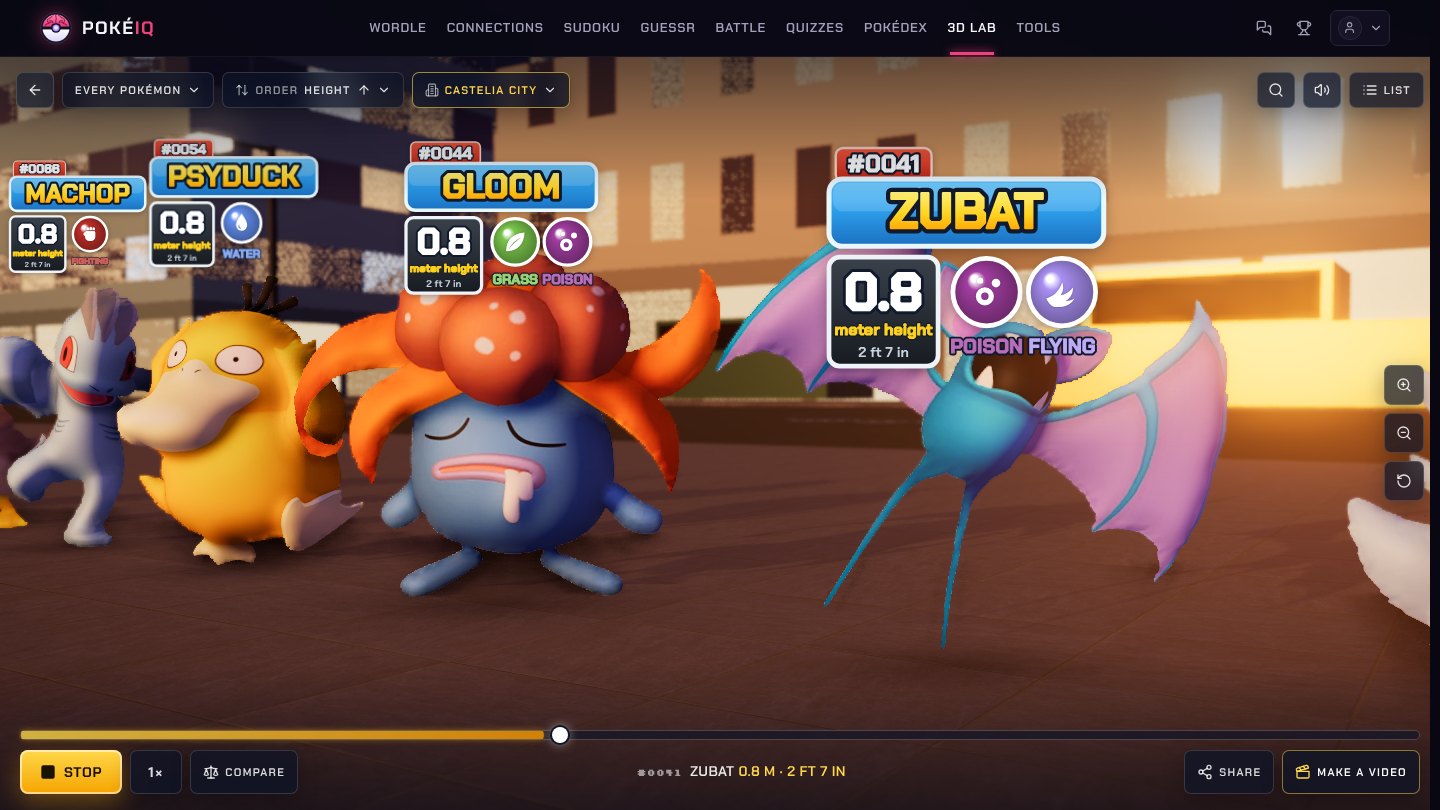 POKÉIQ
WORDLE CONNECTIONS SUDOKU GUESSR BATTLE QUIZZES POKÉDEX 3D LAB TOOLS
EVERY POKÉMON
ORDER HEIGHT
CASTELIA CITY
LIST
#0066
MACHOP
0.8
meter height
2 ft 7 in
FIGHTING
#0054
PSYDUCK
0.8
meter height
2 ft 7 in
WATER
#0044
GLOOM
0.8
meter height
2 ft 7 in
GRASS POISON
#0041
ZUBAT
0.8
meter height
2 ft 7 in
POISON FLYING
STOP
1×
COMPARE
#0041 ZUBAT 0.8 M · 2 FT 7 IN
SHARE
MAKE A VIDEO